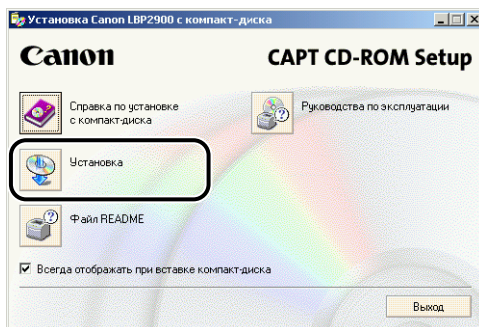 Установка Canon LBP2900 с компакт-диска
Canon
CAPT CD-ROM Setup
Справка по установке
с компакт-диска
Руководства по эксплуатации
Установка
Файл README
Всегда отображать при вставке компакт-диска
Выход